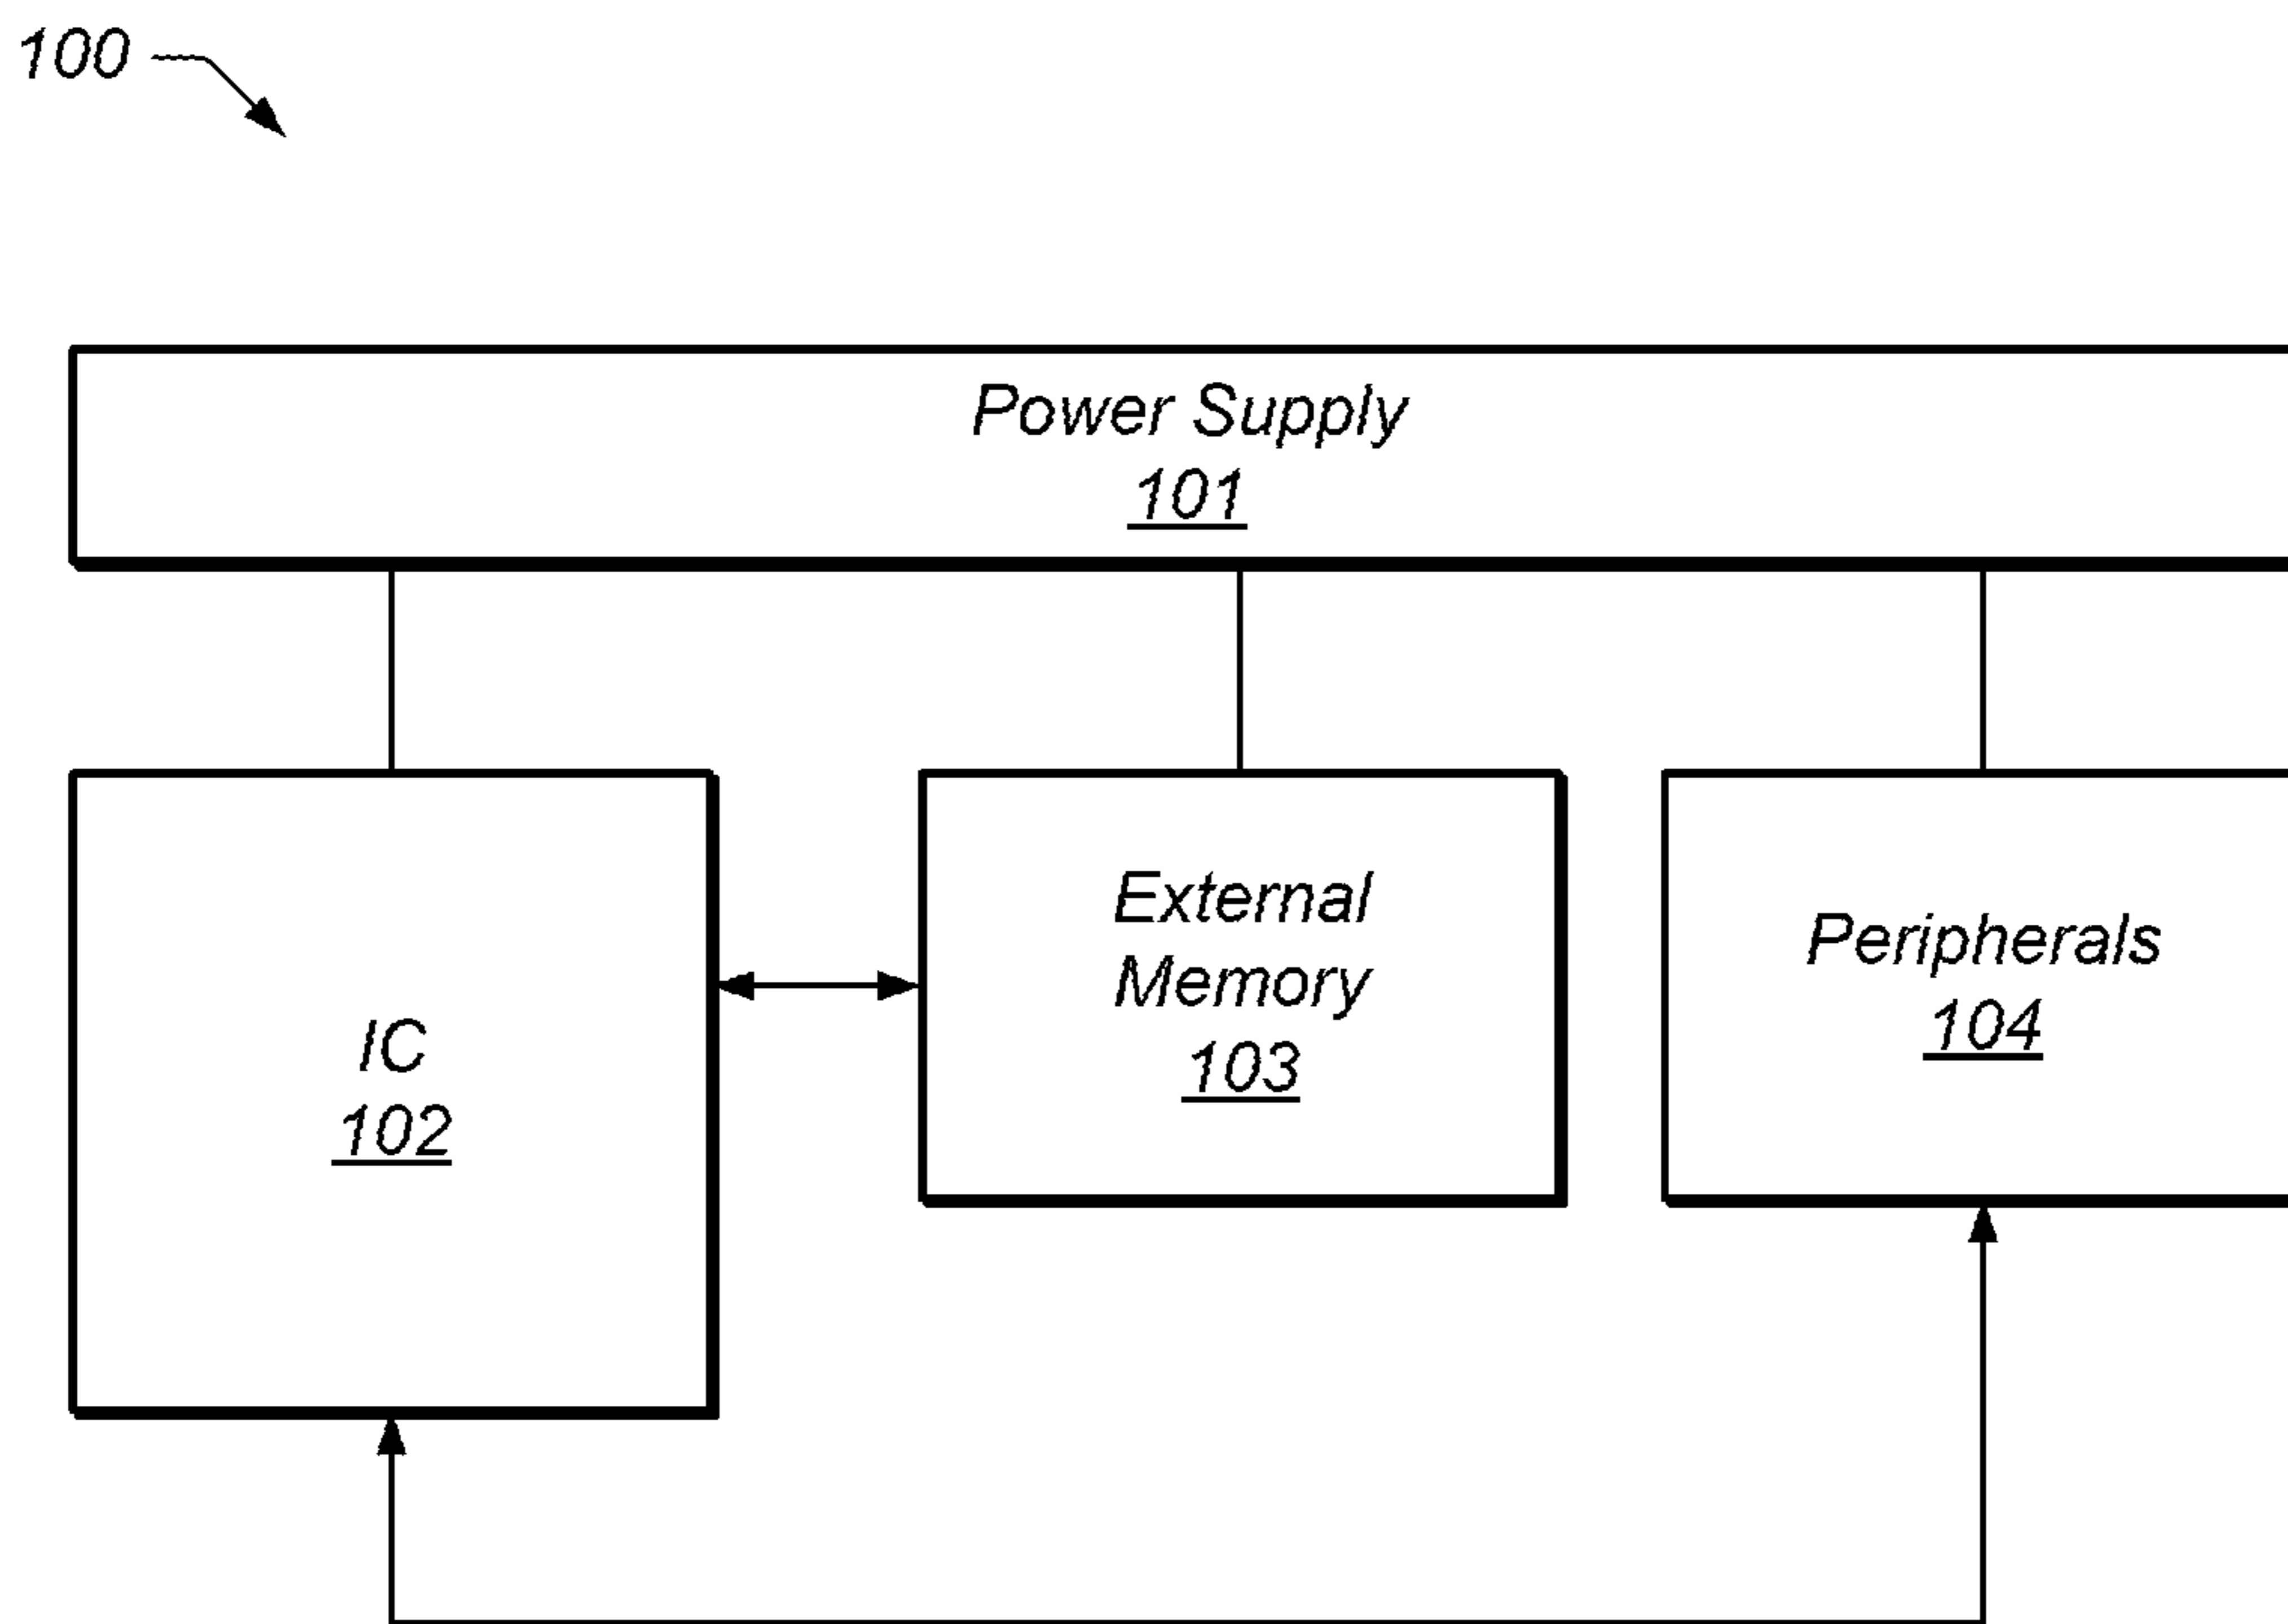 100
Power Supply
101
IC
102
External
Memory
103
Peripherals
104